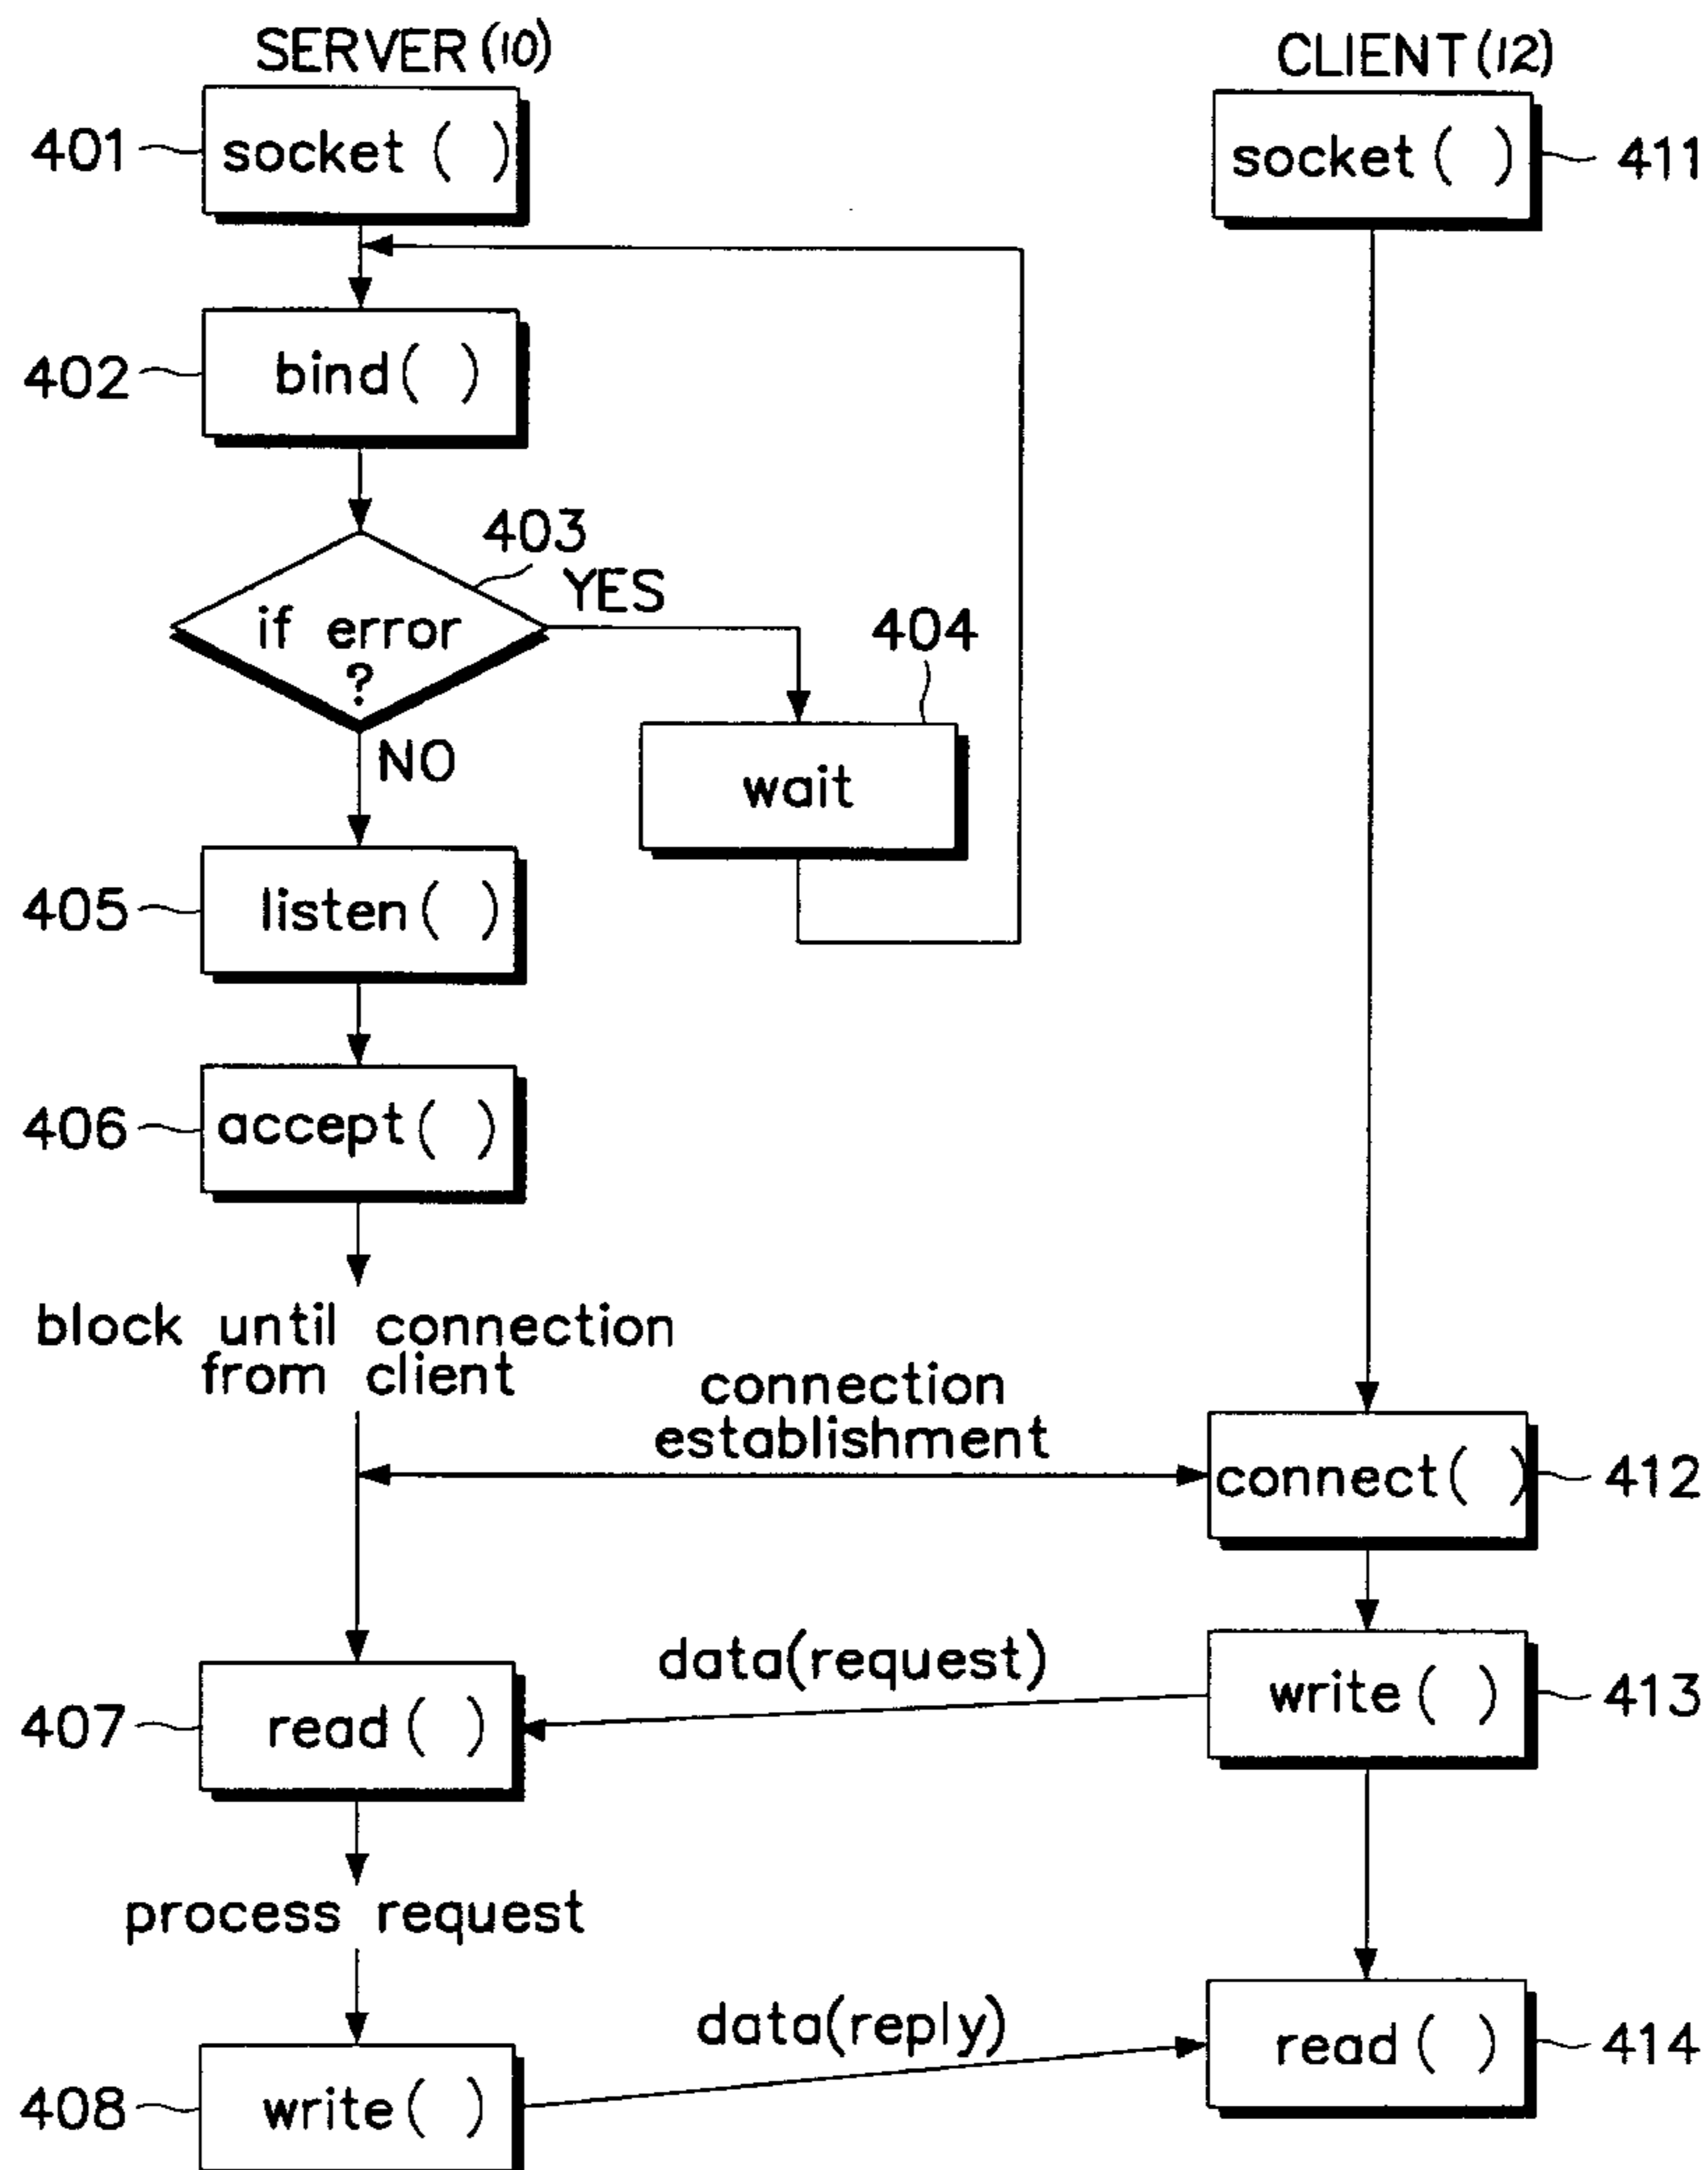 SERVER(10)
CLIENT(12)
401
socket ( )
socket ( )
411
402
bind( )
403
YES
if error
?
404
NO
wait
405
listen( )
406
accept( )
block until connection
from client
connection
establishment
connect( )
412
data(request)
write( )
413
407
read( )
process request
data(reply)
read( )
414
408
write( )